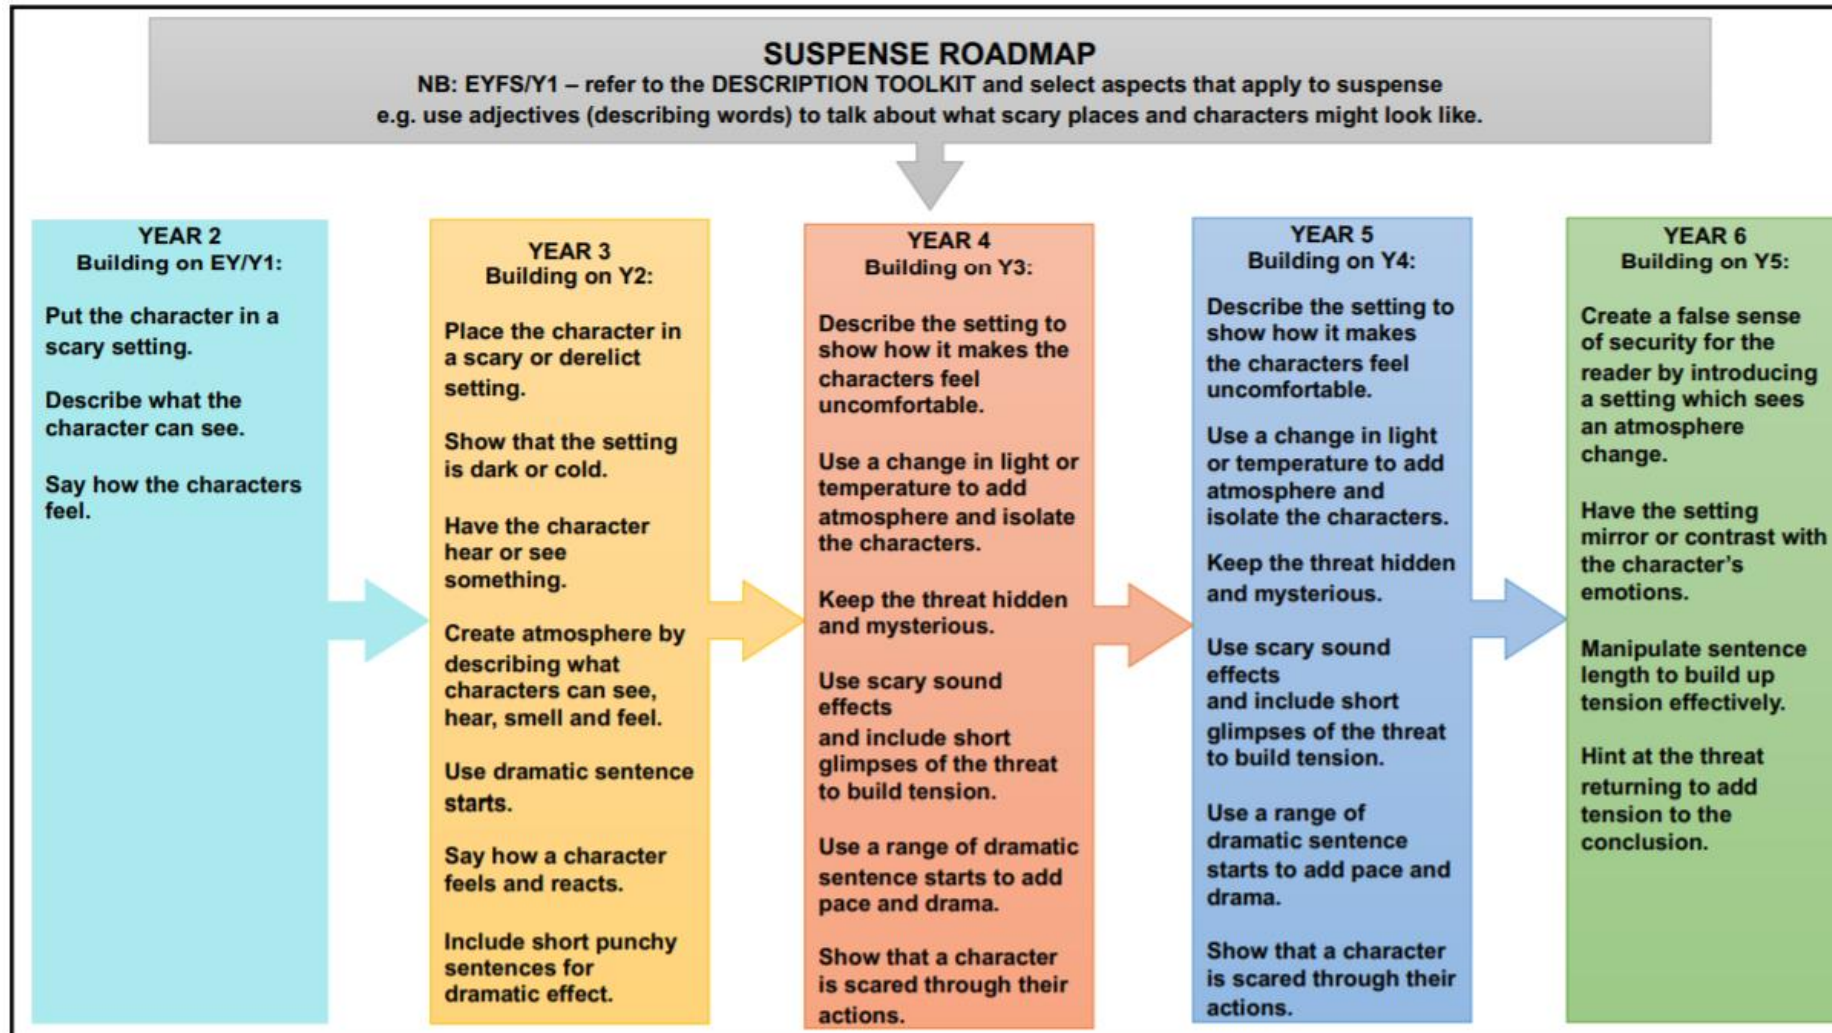 SUSPENSE ROADMAP
NB: EYFS/Y1 – refer to the DESCRIPTION TOOLKIT and select aspects that apply to suspense
e.g. use adjectives (describing words) to talk about what scary places and characters might look like.
YEAR 2
Building on EY/Y1:
Put the character in a
scary setting.
Describe what the
character can see.
Say how the characters
feel.
YEAR 3
Building on Y2:
Place the character in
a scary or derelict
setting.
Show that the setting
is dark or cold.
Have the character
hear or see
something.
Create atmosphere by
describing what
characters can see,
hear, smell and feel.
Use dramatic sentence
starts.
Say how a character
feels and reacts.
Include short punchy
sentences for
dramatic effect.
YEAR 4
Building on Y3:
Describe the setting to
show how it makes the
characters feel
uncomfortable.
Use a change in light or
temperature to add
atmosphere and isolate
the characters.
Keep the threat hidden
and mysterious.
Use scary sound
effects
and include short
glimpses of the threat
to build tension.
Use a range of dramatic
sentence starts to add
pace and drama.
Show that a character
is scared through their
actions.
YEAR 5
Building on Y4:
Describe the setting to
show how it makes
the characters feel
uncomfortable.
Use a change in light
or temperature to add
atmosphere and
isolate the characters.
Keep the threat hidden
and mysterious.
Use scary sound
effects
and include short
glimpses of the threat
to build tension.
Use a range of
dramatic sentence
starts to add pace and
drama.
Show that a character
is scared through their
actions.
YEAR 6
Building on Y5:
Create a false sense
of security for the
reader by introducing
a setting which sees
an atmosphere
change.
Have the setting
mirror or contrast with
the character's
emotions.
Manipulate sentence
length to build up
tension effectively.
Hint at the threat
returning to add
tension to the
conclusion.